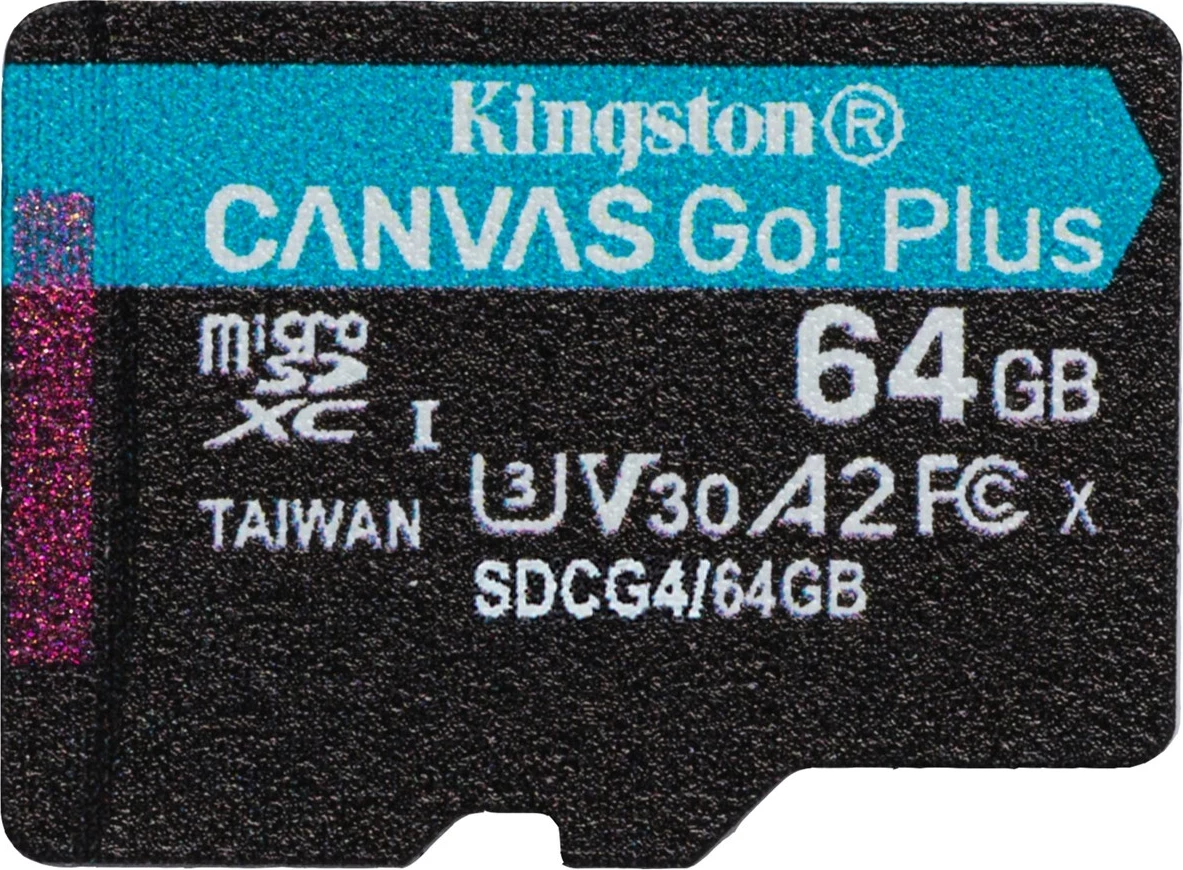 Kingston®
CANVAS Go! Plus
micro
SD
XC I
64GB
U3 V30 A2 FC X
TAIWAN
SDCG4/64GB